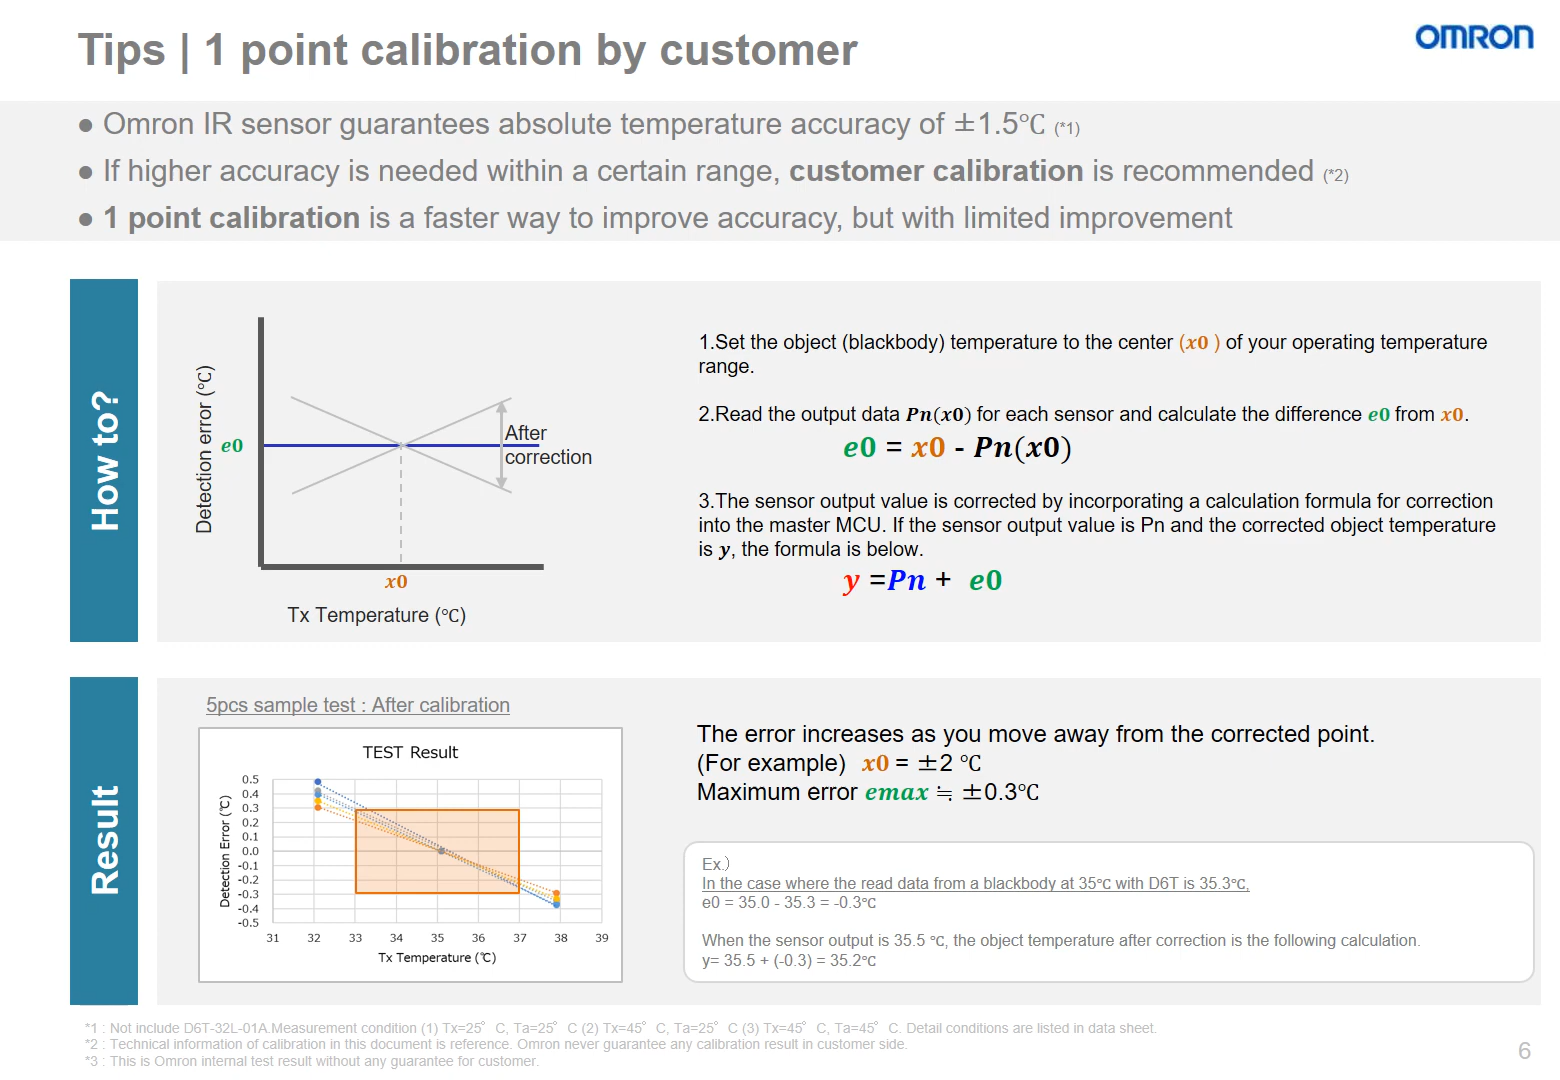 Tips | 1 point calibration by customer
OMRON
● Omron IR sensor guarantees absolute temperature accuracy of ±1.5℃ (*1)
● If higher accuracy is needed within a certain range, customer calibration is recommended (*2)
● 1 point calibration is a faster way to improve accuracy, but with limited improvement
How to?
Detection error (℃)
e0
After
correction
x0
Tx Temperature (℃)
1.Set the object (blackbody) temperature to the center (x0 ) of your operating temperature
range.
2.Read the output data Pn(x0) for each sensor and calculate the difference e0 from x0.
e0 = x0 - Pn(x0)
3.The sensor output value is corrected by incorporating a calculation formula for correction
into the master MCU. If the sensor output value is Pn and the corrected object temperature
is y, the formula is below.
y =Pn + e0
Result
5pcs sample test : After calibration
TEST Result
Detection Error (℃)
0.5
0.4
0.3
0.2
0.1
0.0
-0.1
-0.2
-0.3
-0.4
-0.5
31 32 33 34 35 36 37 38 39
Tx Temperature (℃)
The error increases as you move away from the corrected point.
(For example) x0 = ±2 ℃
Maximum error emax ≒ ±0.3℃
Ex.）
In the case where the read data from a blackbody at 35℃ with D6T is 35.3℃,
e0 = 35.0 - 35.3 = -0.3℃
When the sensor output is 35.5 ℃, the object temperature after correction is the following calculation.
y= 35.5 + (-0.3) = 35.2℃
*1 : Not include D6T-32L-01A.Measurement condition (1) Tx=25° C, Ta=25° C (2) Tx=45° C, Ta=25° C (3) Tx=45° C, Ta=45° C. Detail conditions are listed in data sheet.
*2 : Technical information of calibration in this document is reference. Omron never guarantee any calibration result in customer side.
*3 : This is Omron internal test result without any guarantee for customer.
6